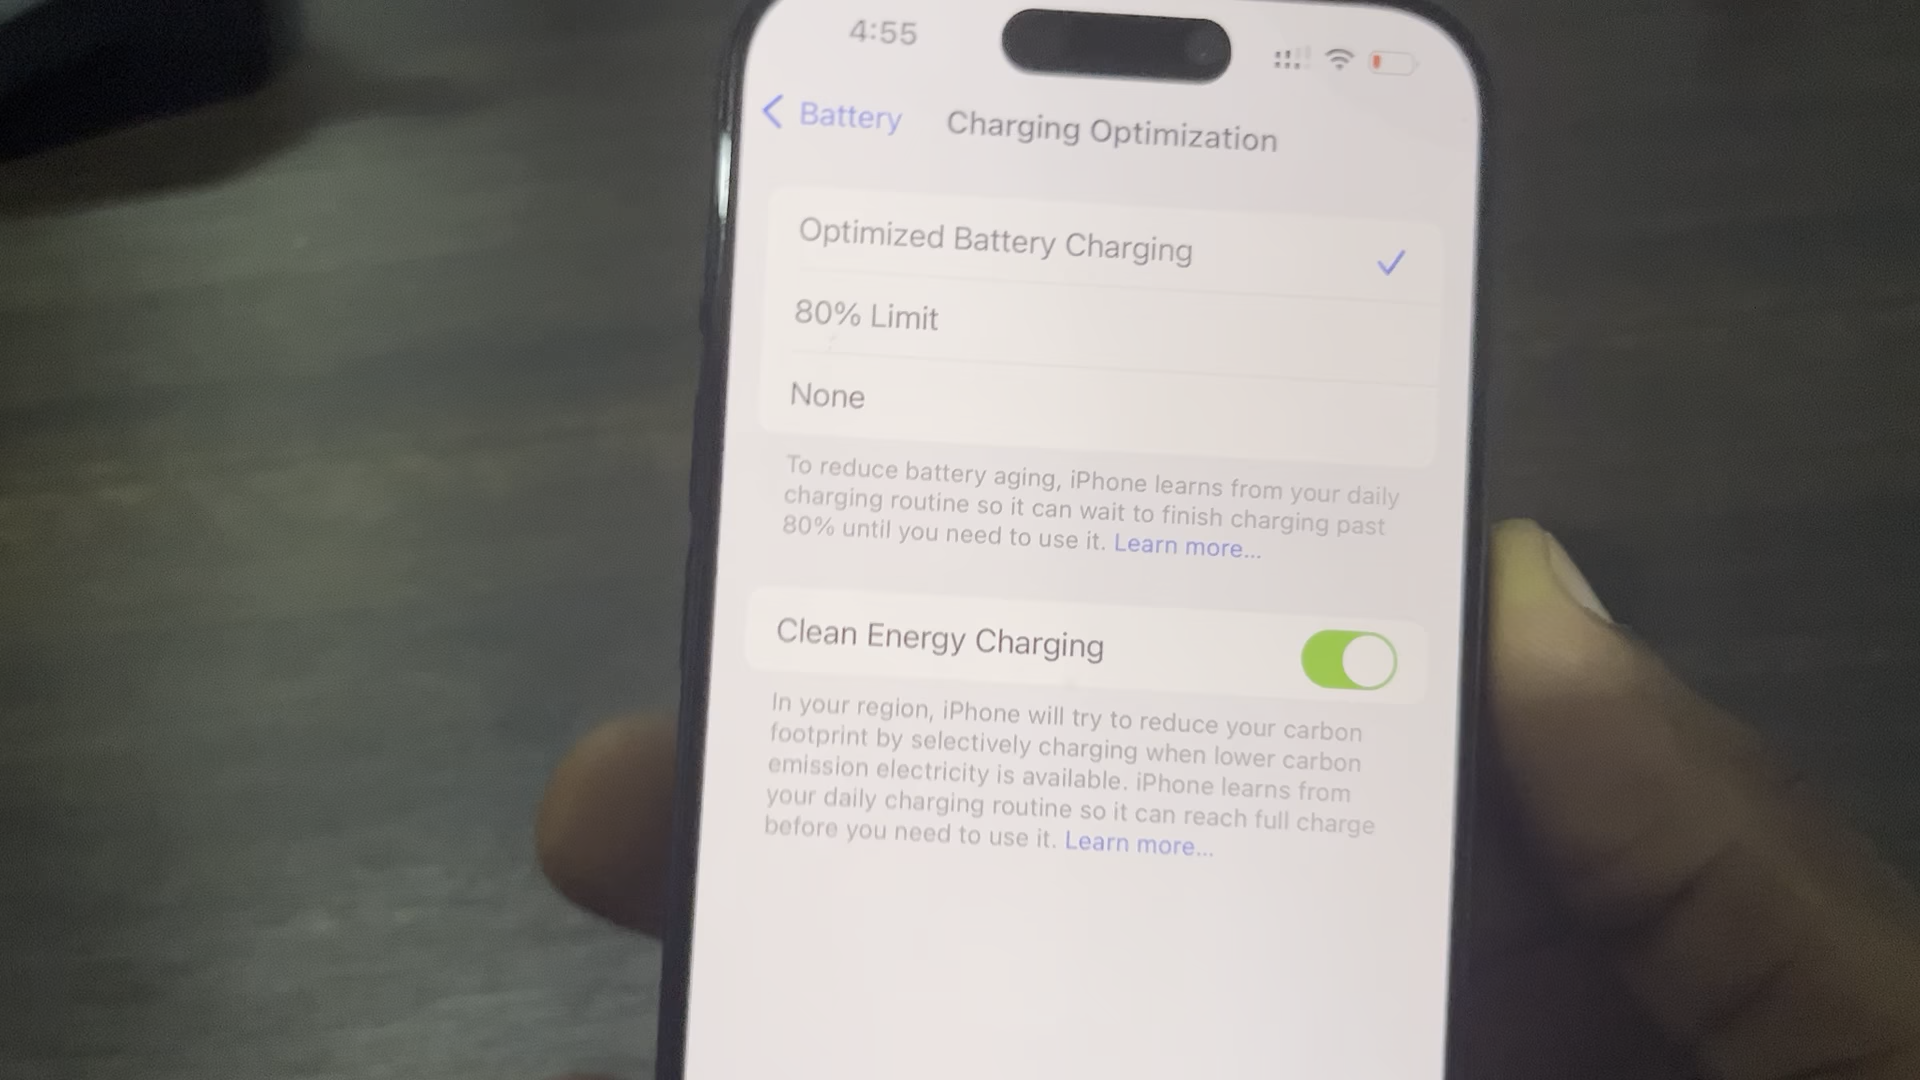 4:55
Battery
Charging Optimization
Optimized Battery Charging
80% Limit
None
To reduce battery aging, iPhone learns from your daily
charging routine so it can wait to finish charging past
80% until you need to use it. Learn more...
Clean Energy Charging
In your region, iPhone will try to reduce your carbon
footprint by selectively charging when lower carbon
emission electricity is available. iPhone learns from
your daily charging routine so it can reach full charge
before you need to use it. Learn more...